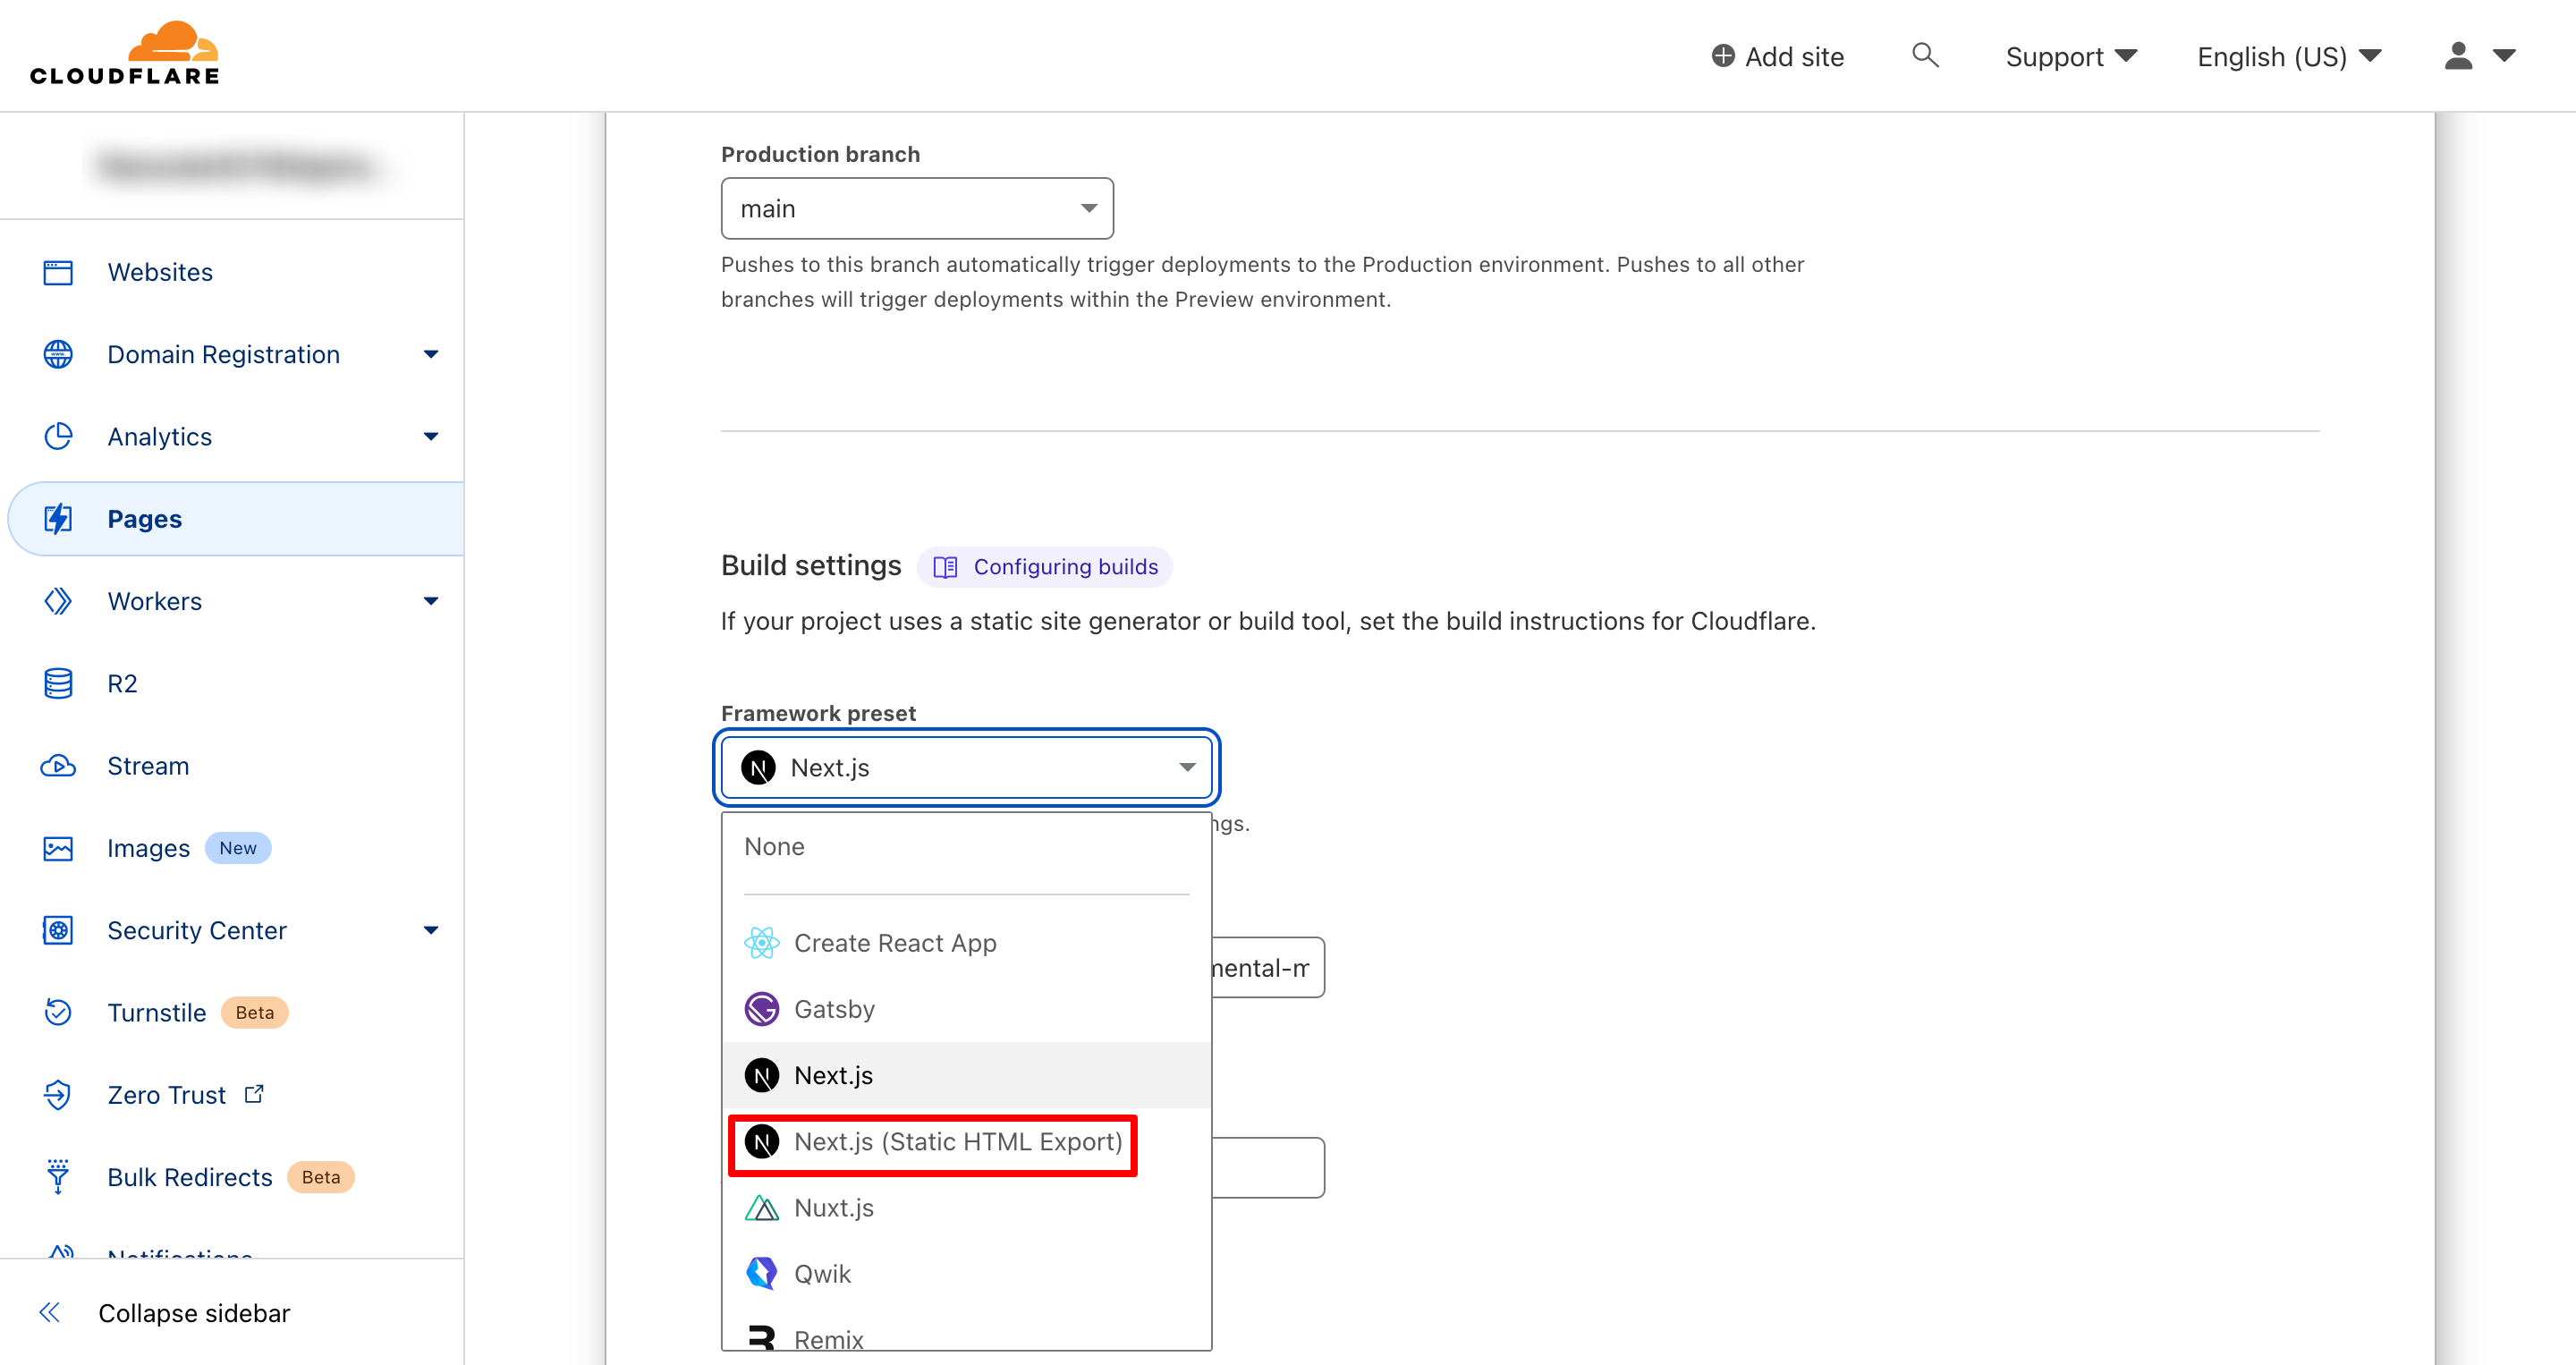 CLOUDFLARE
Add site
Support
English (US)
Websites
Domain Registration
Analytics
Pages
Workers
R2
Stream
Images New
Security Center
Turnstile Beta
Zero Trust
Bulk Redirects Beta
Notifications
Collapse sidebar
Production branch
main
Pushes to this branch automatically trigger deployments to the Production environment. Pushes to all other
branches will trigger deployments within the Preview environment.
Build settings
Configuring builds
If your project uses a static site generator or build tool, set the build instructions for Cloudflare.
Framework preset
Next.js
ngs.
None
Create React App
Gatsby
mental-m
Next.js
Next.js (Static HTML Export)
Nuxt.js
Qwik
Remix